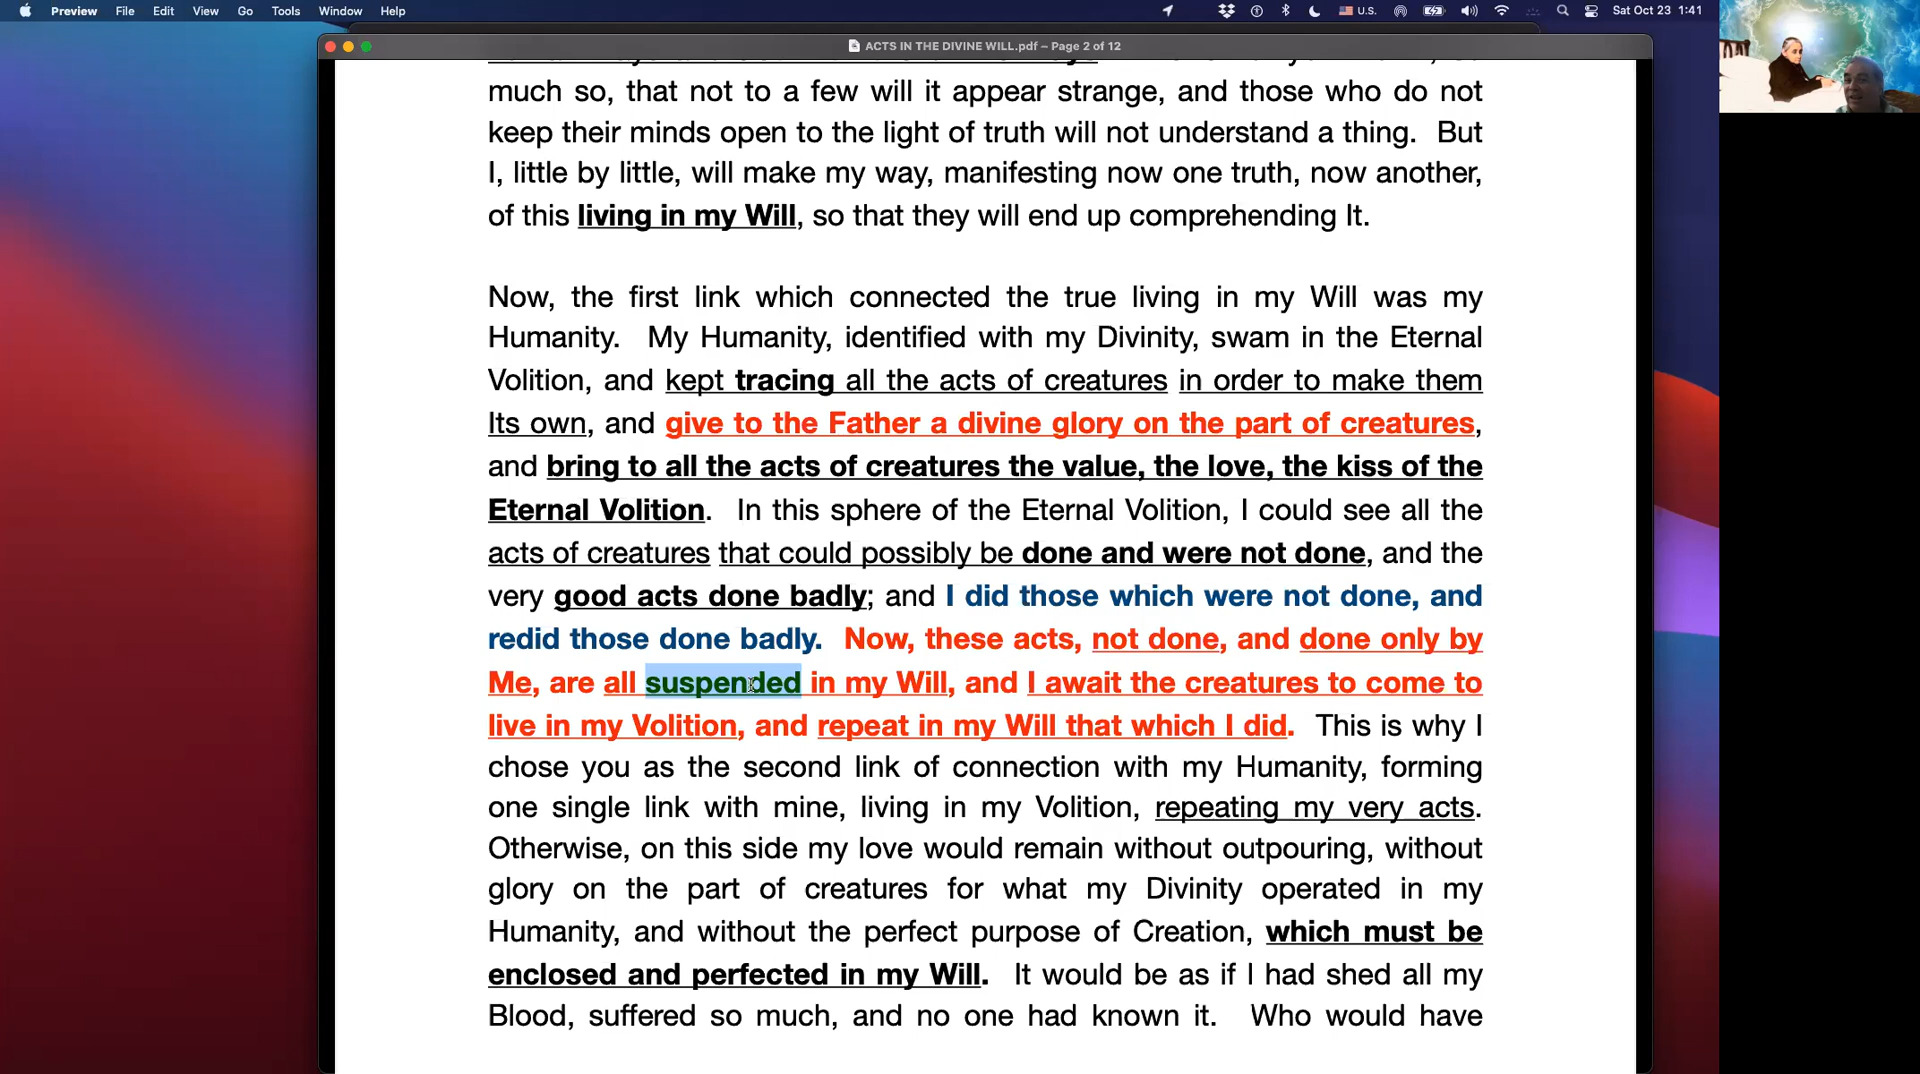 Preview File Edit View Go Tools Window Help U.S. Sat Oct 23 1:41
ACTS IN THE DIVINE WILL.pdf – Page 2 of 12
much so, that not to a few will it appear strange, and those who do not
keep their minds open to the light of truth will not understand a thing. But
I, little by little, will make my way, manifesting now one truth, now another,
of this living in my Will, so that they will end up comprehending It.
Now, the first link which connected the true living in my Will was my
Humanity. My Humanity, identified with my Divinity, swam in the Eternal
Volition, and kept tracing all the acts of creatures in order to make them
Its own, and give to the Father a divine glory on the part of creatures,
and bring to all the acts of creatures the value, the love, the kiss of the
Eternal Volition. In this sphere of the Eternal Volition, I could see all the
acts of creatures that could possibly be done and were not done, and the
very good acts done badly; and I did those which were not done, and
redid those done badly. Now, these acts, not done, and done only by
Me, are all suspended in my Will, and I await the creatures to come to
live in my Volition, and repeat in my Will that which I did. This is why I
chose you as the second link of connection with my Humanity, forming
one single link with mine, living in my Volition, repeating my very acts.
Otherwise, on this side my love would remain without outpouring, without
glory on the part of creatures for what my Divinity operated in my
Humanity, and without the perfect purpose of Creation, which must be
enclosed and perfected in my Will. It would be as if I had shed all my
Blood, suffered so much, and no one had known it. Who would have